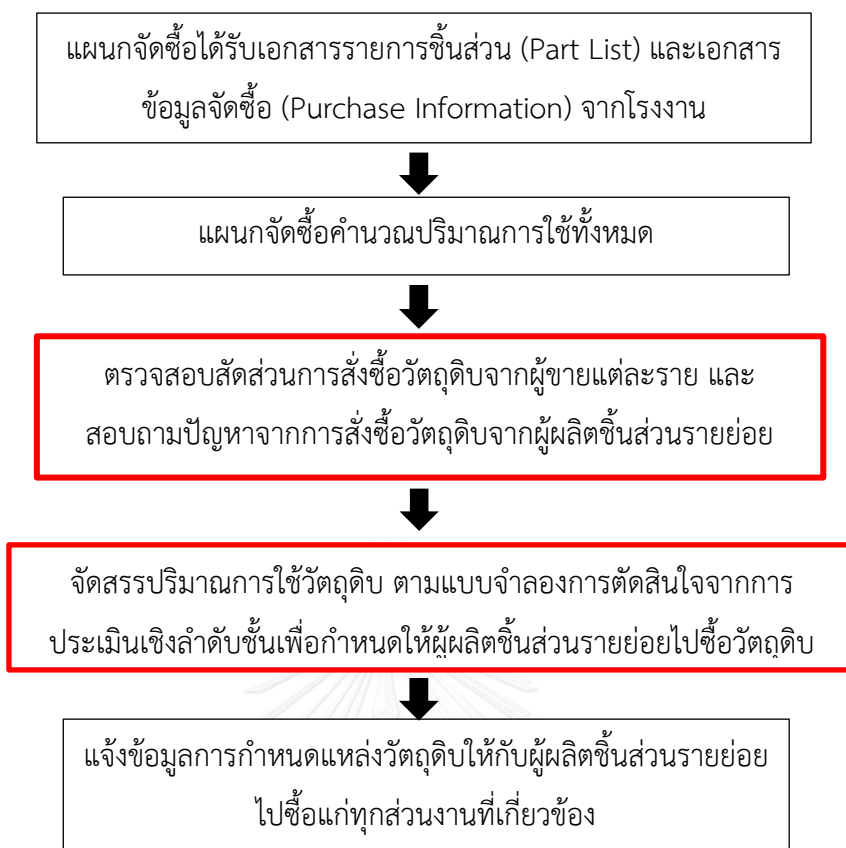 แผนกจัดซื้อได้รับเอกสารรายการชิ้นส่วน (Part List) และเอกสาร
ข้อมูลจัดซื้อ (Purchase Information) จากโรงงาน
แผนกจัดซื้อคำนวณปริมาณการใช้ทั้งหมด
ตรวจสอบสัดส่วนการสั่งซื้อวัตถุดิบจากผู้ขายแต่ละราย และ
สอบถามปัญหาจากการสั่งซื้อวัตถุดิบจากผู้ผลิตชิ้นส่วนรายย่อย
จัดสรรปริมาณการใช้วัตถุดิบ ตามแบบจำลองการตัดสินใจจากการ
ประเมินเชิงลำดับชั้นเพื่อกำหนดให้ผู้ผลิตชิ้นส่วนรายย่อยไปซื้อวัตถุดิบ
แจ้งข้อมูลการกำหนดแหล่งวัตถุดิบให้กับผู้ผลิตชิ้นส่วนรายย่อย
ไปซื้อแก่ทุกส่วนงานที่เกี่ยวข้อง